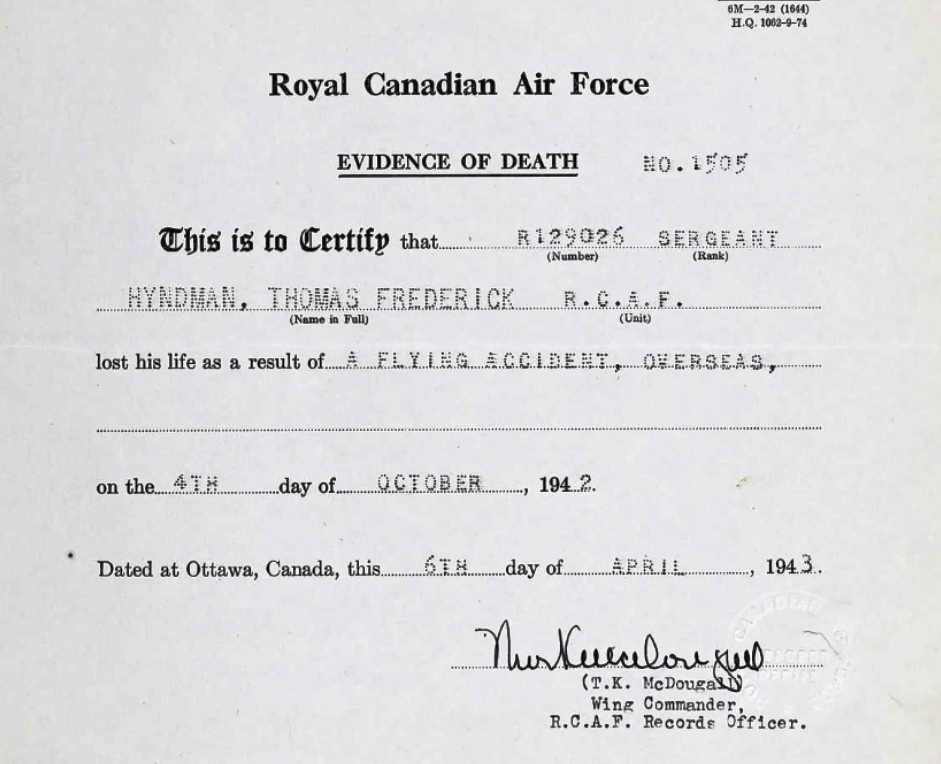 6M—2-42 (1644)
H.Q. 1062-9-74
Royal Canadian Air Force
EVIDENCE OF DEATH NO. 1505
This is to Certify that R129026 SERGEANT
(Number) (Rank)
HYNDMAN, THOMAS FREDERICK R.C.A.F.
(Name in Full) (Unit)
lost his life as a result of A FLYING ACCIDENT, OVERSEAS,
on the 4TH day of OCTOBER, 1942.
Dated at Ottawa, Canada, this 6TH day of APRIL, 1943.
(T.K. McDougall)
Wing Commander,
R.C.A.F. Records Officer.